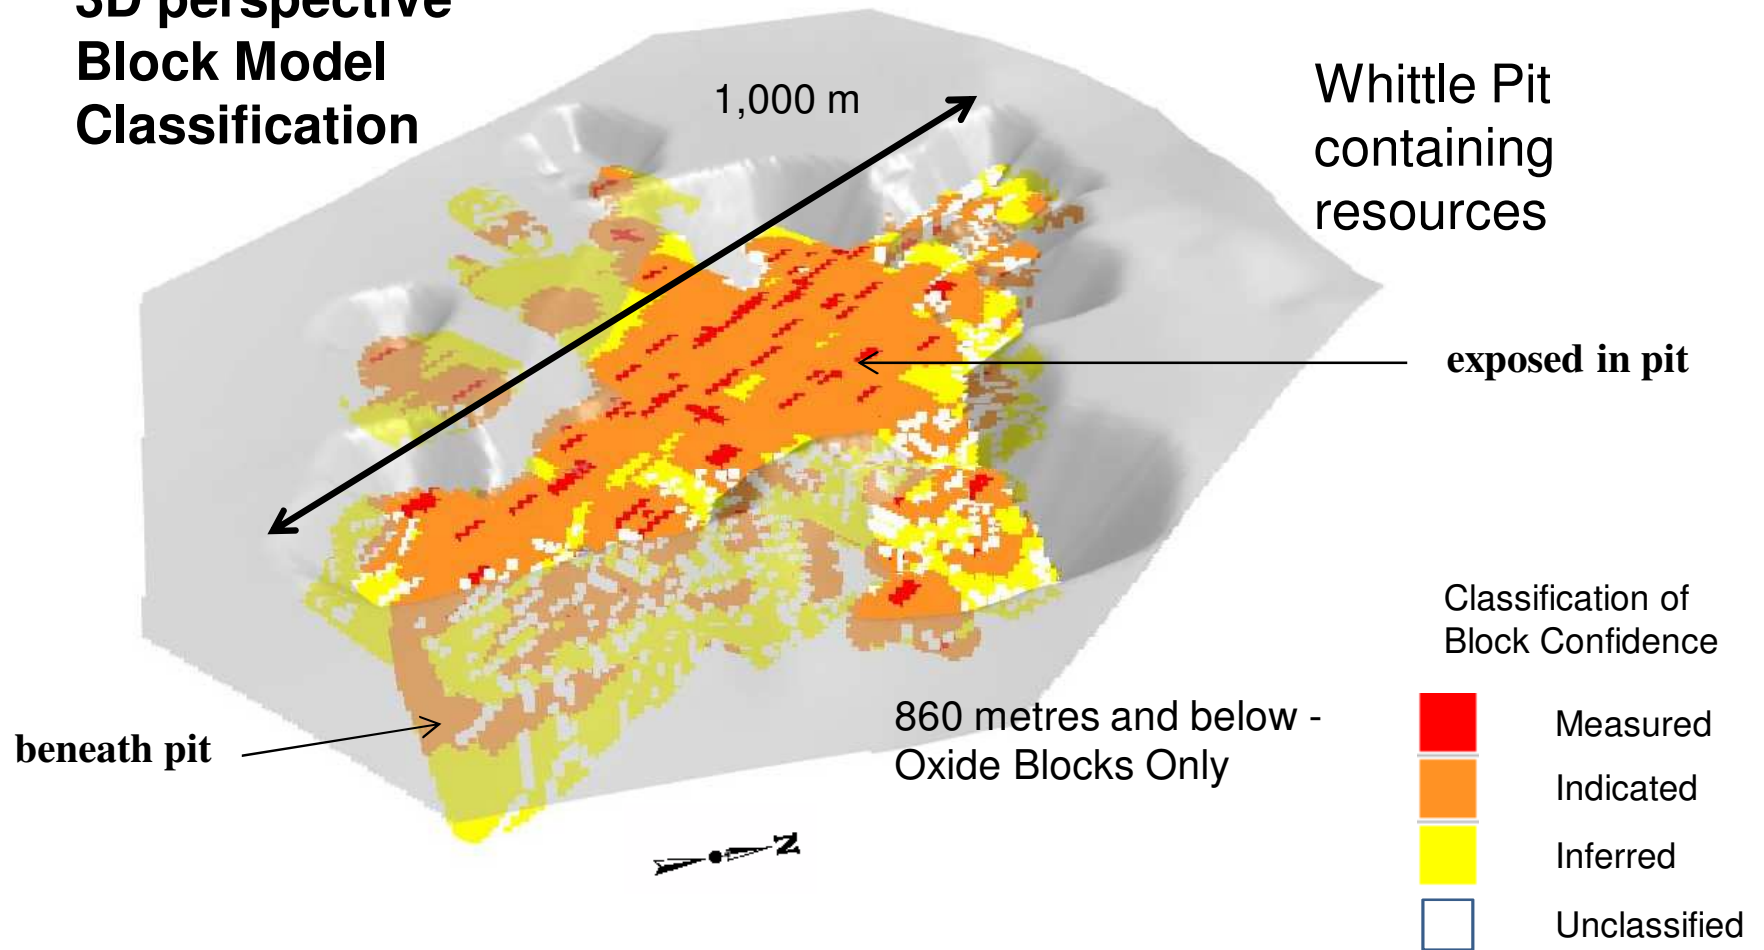 3D perspective
Block Model
Classification
1,000 m
Whittle Pit
containing
resources
exposed in pit
Classification of
Block Confidence
860 metres and below -
Oxide Blocks Only
beneath pit
Measured
Indicated
Inferred
Unclassified
N